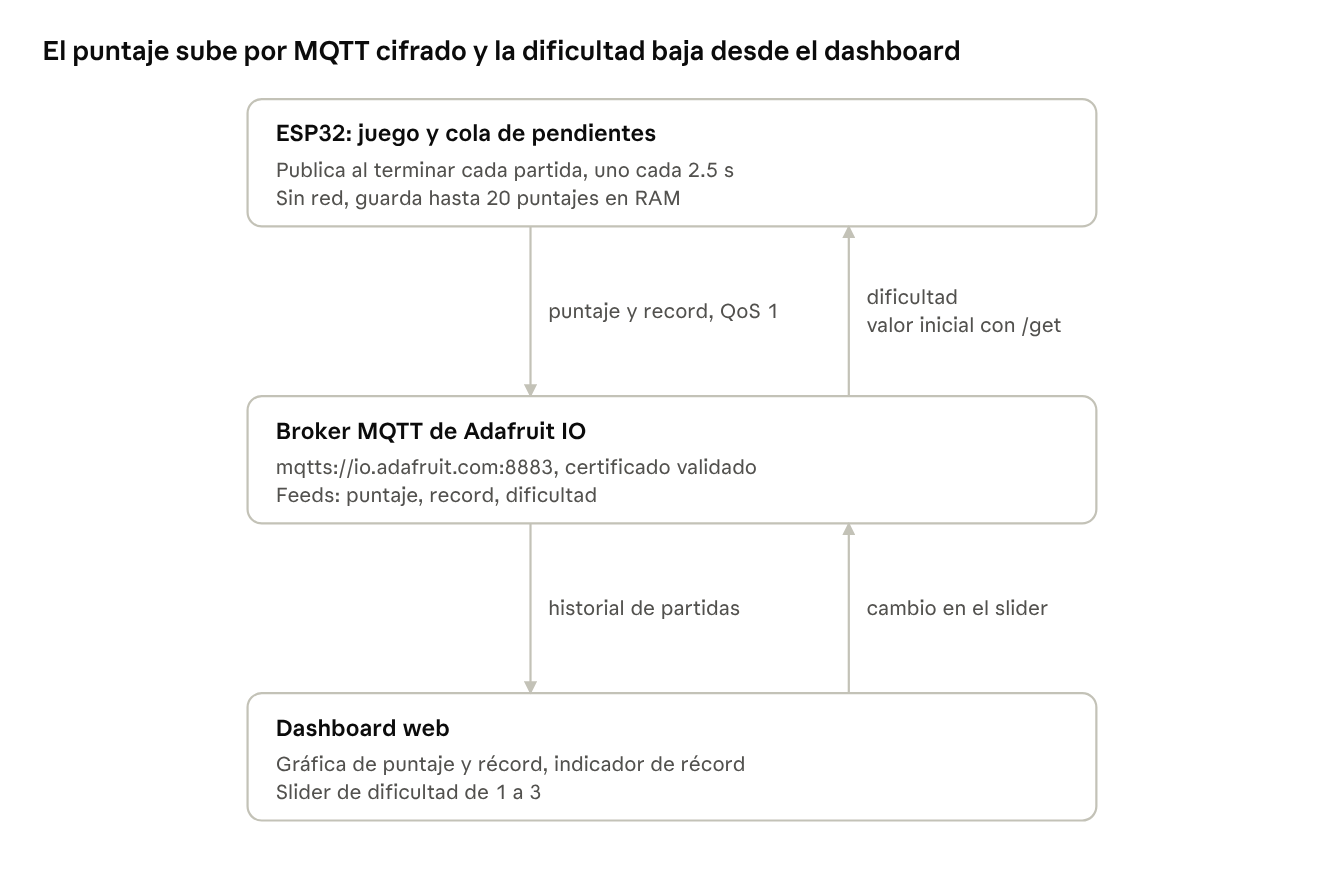 El puntaje sube por MQTT cifrado y la dificultad baja desde el dashboard
ESP32: juego y cola de pendientes
Publica al terminar cada partida, uno cada 2.5 s
Sin red, guarda hasta 20 puntajes en RAM
puntaje y record, QoS 1
dificultad
valor inicial con /get
Broker MQTT de Adafruit IO
mqtts://io.adafruit.com:8883, certificado validado
Feeds: puntaje, record, dificultad
historial de partidas
cambio en el slider
Dashboard web
Gráfica de puntaje y récord, indicador de récord
Slider de dificultad de 1 a 3